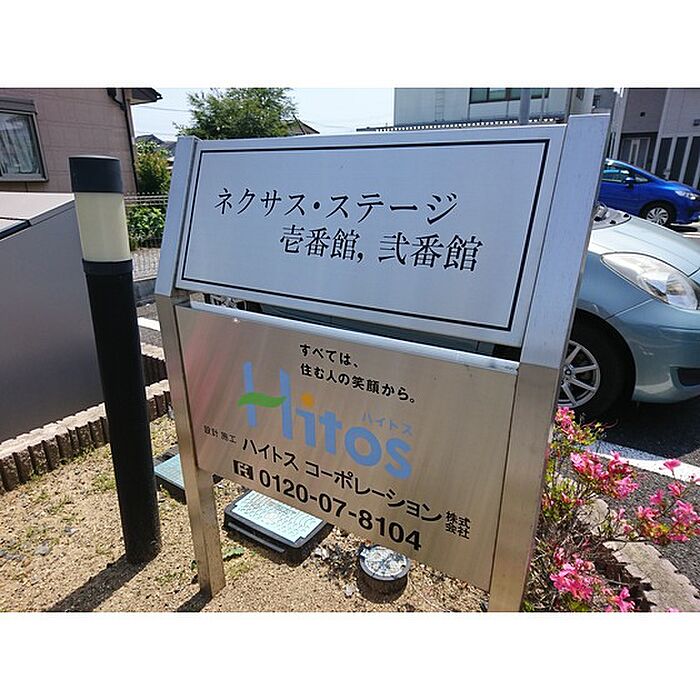 ネクサス・ステージ
壱番館, 弐番館
すべては、
住む人の笑顔から。
Hitos
ハイトス
設計 施工 ハイトス コーポレーション 株式会社
0120-07-8104